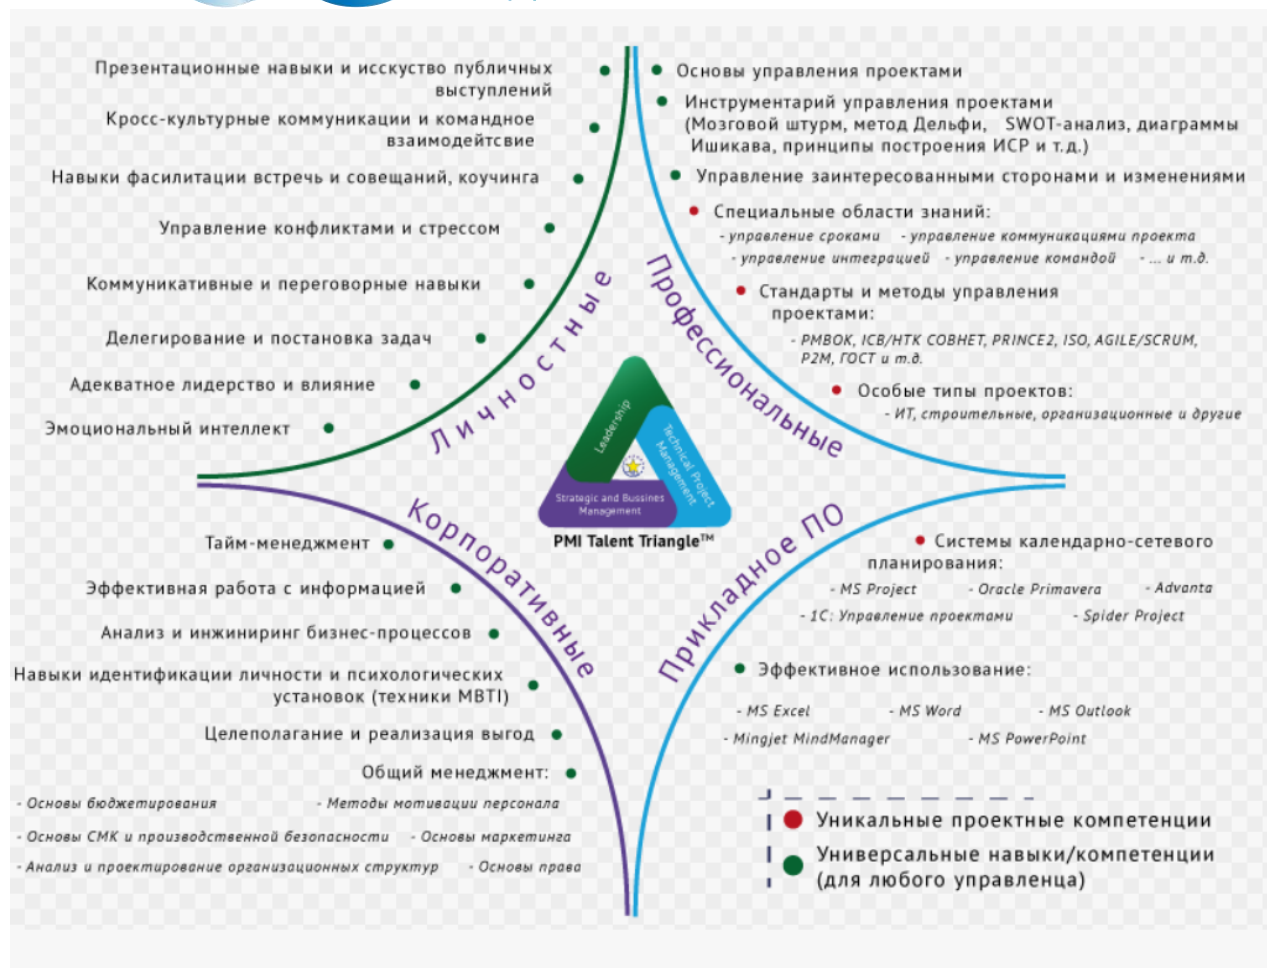 Презентационные навыки и исскуство публичных
выступлений
Кросс-культурные коммуникации и командное
взаимодейтсвие
Навыки фасилитации встречь и совещаний, коучинга
Управление конфликтами и стрессом
Коммуникативные и переговорные навыки
Делегирование и постановка задач
Адекватное лидерство и влияние
Эмоциональный интеллект
Личностные
Основы управления проектами
Инструментарий управления проектами
(Мозговой штурм, метод Дельфи, SWOT-анализ, диаграммы
Ишикава, принципы построения ИСР и т.д.)
Управление заинтересованными сторонами и изменениями
Специальные области знаний:
- управление сроками - управление коммуникациями проекта
- управление интеграцией - управление командой - ... и т.д.
Стандарты и методы управления
проектами:
- PMBOK, ICB/НТК СОВНЕТ, PRINCE2, ISO, AGILE/SCRUM,
P2M, ГОСТ и т.д.
Особые типы проектов:
- ИТ, строительные, организационные и другие
Профессиональные
Leadership
Technical Project
Management
Strategic and Bussines
Management
PMI Talent Triangle™
Корпоративные
Тайм-менеджмент
Эффективная работа с информацией
Анализ и инжиниринг бизнес-процессов
Навыки идентификации личности и психологических
установок (техники MBTI)
Целеполагание и реализация выгод
Общий менеджмент:
- Основы бюджетирования - Методы мотивации персонала
- Основы СМК и производственной безопасности - Основы маркетинга
- Анализ и проектирование организационных структур - Основы права
Прикладное ПО
Системы календарно-сетевого
планирования:
- MS Project - Oracle Primavera - Advanta
- 1С: Управление проектами - Spider Project
Эффективное использование:
- MS Excel - MS Word - MS Outlook
- Mingjet MindManager - MS PowerPoint
Уникальные проектные компетенции
Универсальные навыки/компетенции
(для любого управленца)